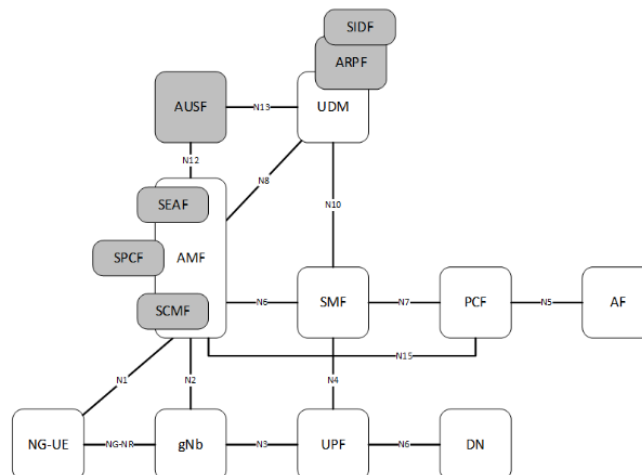 SIDF
ARPF
AUSF
N13
UDM
N12
N8
SEAF
N10
SPCF
AMF
SCMF
N6
SMF
N7
PCF
N5
AF
N15
N1
N2
N4
NG-UE
NG-NR
gNb
N3
UPF
N6
DN